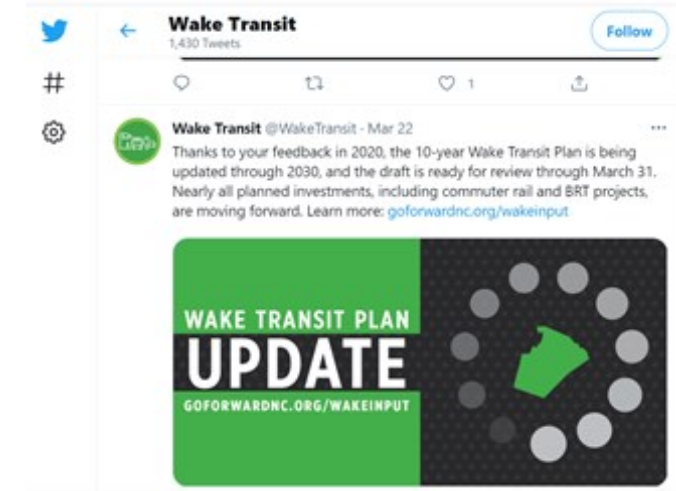 Wake Transit
1,430 Tweets
Follow
1
Wake Transit @WakeTransit · Mar 22
Thanks to your feedback in 2020, the 10-year Wake Transit Plan is being
updated through 2030, and the draft is ready for review through March 31.
Nearly all planned investments, including commuter rail and BRT projects,
are moving forward. Learn more: goforwardnc.org/wakeinput
WAKE TRANSIT PLAN
UPDATE
GOFORWARDNC.ORG/WAKEINPUT